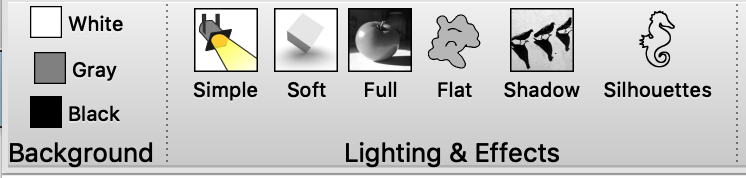 White
Gray
Black
Background
Simple Soft Full Flat Shadow Silhouettes
Lighting & Effects